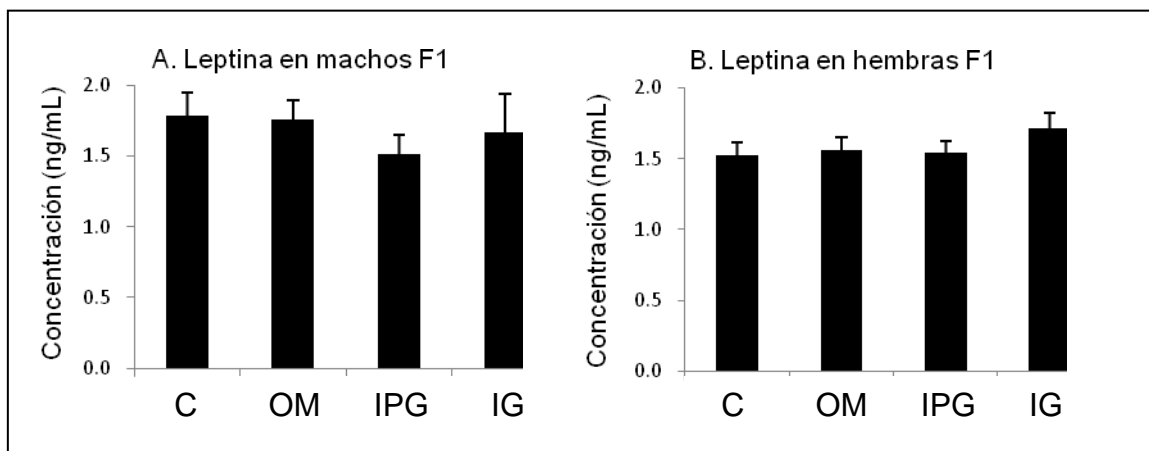 A. Leptina en machos F1
Concentración (ng/mL)
2.0
1.5
1.0
0.5
0.0
C OM IPG IG
B. Leptina en hembras F1
Concentración (ng/mL)
2.0
1.5
1.0
0.5
0.0
C OM IPG IG